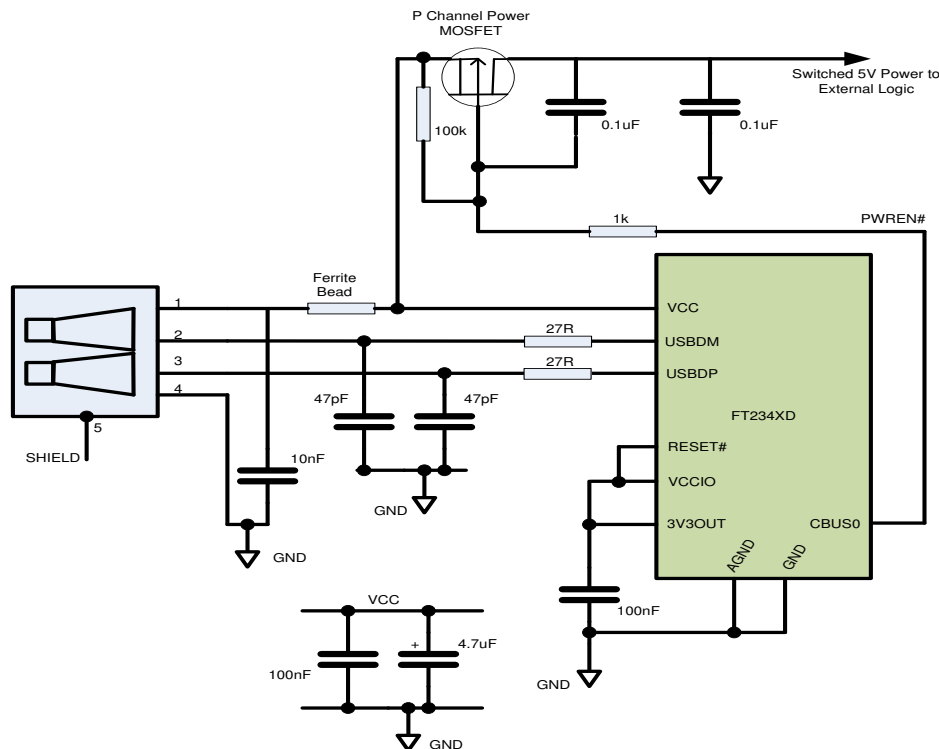 P Channel Power
MOSFET
Switched 5V Power to
External Logic
0.1uF
0.1uF
100k
1k
PWREN#
Ferrite
Bead
1
VCC
2
27R
USBDM
3
27R
USBDP
4
47pF
47pF
FT234XD
5
SHIELD
10nF
RESET#
VCCIO
GND
3V3OUT
CBUS0
GND
AGND
GND
100nF
VCC
+
4.7uF
100nF
GND
GND